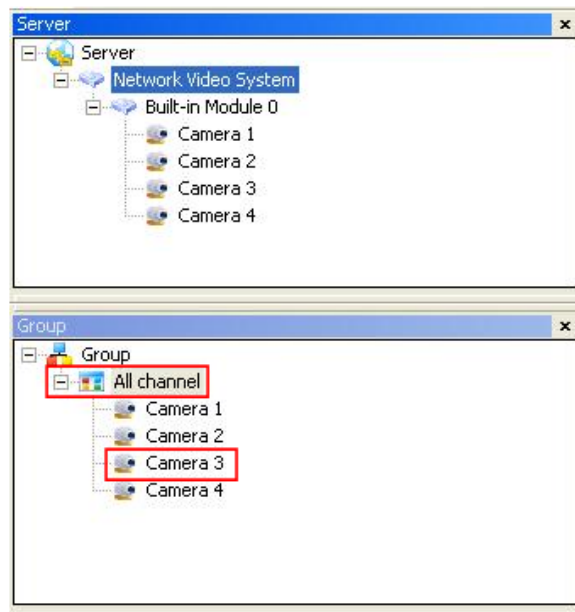 Server
Server
Network Video System
Built-in Module 0
Camera 1
Camera 2
Camera 3
Camera 4
Group
Group
All channel
Camera 1
Camera 2
Camera 3
Camera 4